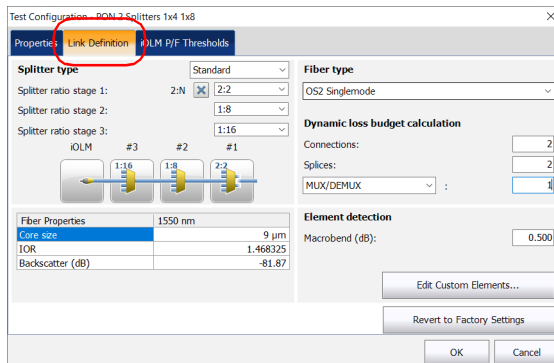 Test Configuration - PON 2 Splitters 1x4 1x8
Properties Link Definition iOLM P/F Thresholds
Splitter type Standard
Splitter ratio stage 1: 2:N 2:2
Splitter ratio stage 2: 1:8
Splitter ratio stage 3: 1:16
iOLM #3 #2 #1
1:16 1:8 2:2
Fiber Properties 1550 nm
Core size 9 µm
IOR 1.468325
Backscatter (dB) -81.87
Fiber type
OS2 Singlemode
Dynamic loss budget calculation
Connections: 2
Splices: 2
MUX/DEMUX : 1
Element detection
Macrobend (dB): 0.500
Edit Custom Elements...
Revert to Factory Settings
OK Cancel